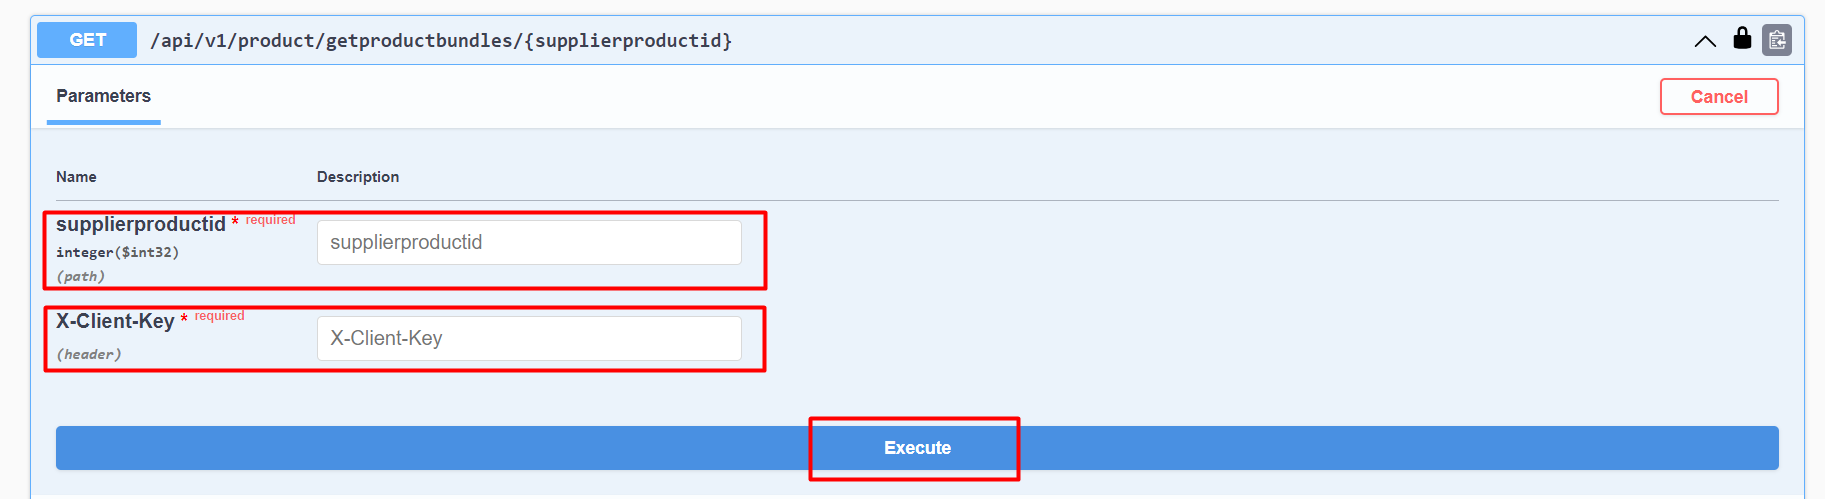 GET /api/v1/product/getproductbundles/{supplierproductid}
Parameters
Cancel
Name Description
supplierproductid * required
integer($int32)
(path)
supplierproductid
X-Client-Key * required
(header)
X-Client-Key
Execute